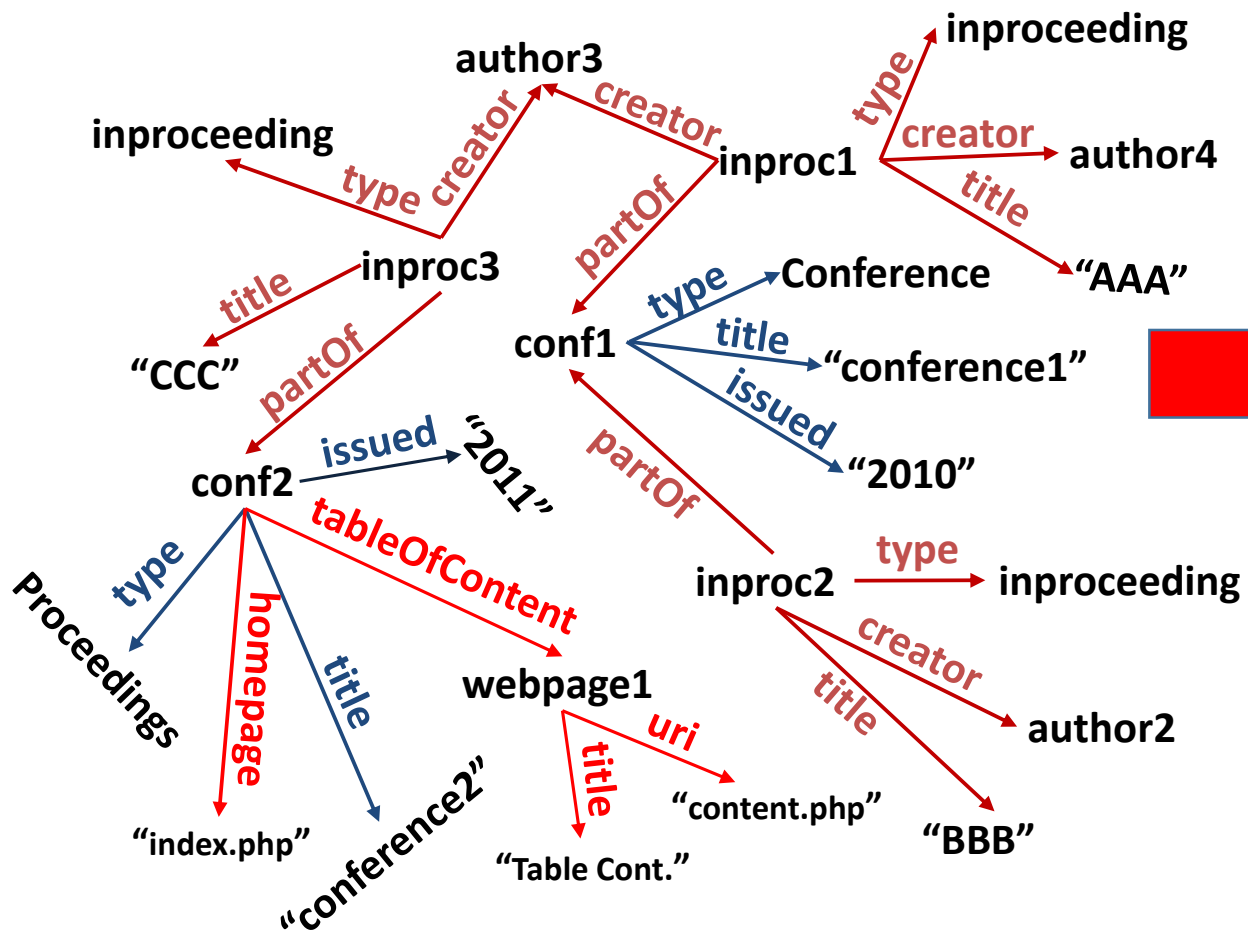 inproceeding
author3
type
creator
creator
inproceeding
creator
author4
inproc1
type
title
partOf
inproc3
title
type
Conference
“AAA”
conf1
title
“CCC”
partOf
“conference1”
issued
issued
“2011”
“2010”
conf2
partOf
tableOfContent
type
type
inproc2
inproceeding
homepage
creator
Proceedings
title
webpage1
title
uri
author2
title
“content.php”
“index.php”
“conference2”
“Table Cont.”
“BBB”